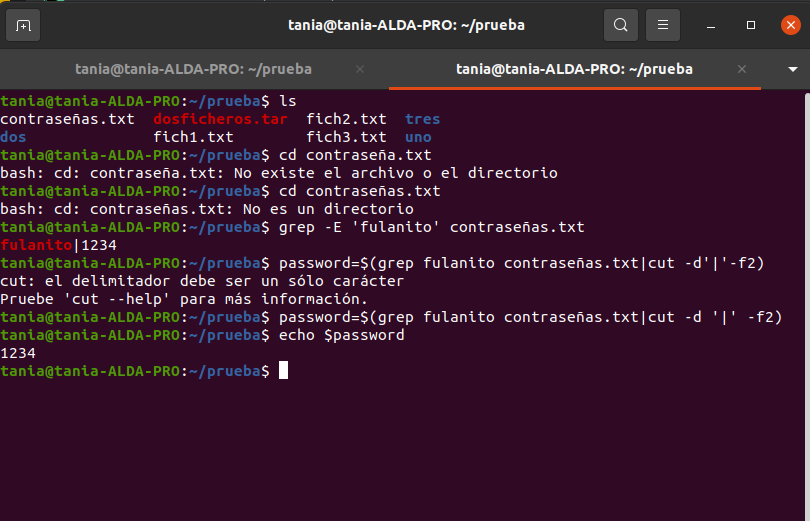 tania@tania-ALDA-PRO: ~/prueba
tania@tania-ALDA-PRO: ~/prueba
tania@tania-ALDA-PRO: ~/prueba
tania@tania-ALDA-PRO:~/prueba$ ls
contraseñas.txt dosficheros.tar fich2.txt tres
dos fich1.txt fich3.txt uno
tania@tania-ALDA-PRO:~/prueba$ cd contraseña.txt
bash: cd: contraseña.txt: No existe el archivo o el directorio
tania@tania-ALDA-PRO:~/prueba$ cd contraseñas.txt
bash: cd: contraseñas.txt: No es un directorio
tania@tania-ALDA-PRO:~/prueba$ grep -E 'fulanito' contraseñas.txt
fulanito|1234
tania@tania-ALDA-PRO:~/prueba$ password=$(grep fulanito contraseñas.txt|cut -d'|'-f2)
cut: el delimitador debe ser un sólo carácter
Pruebe 'cut --help' para más información.
tania@tania-ALDA-PRO:~/prueba$ password=$(grep fulanito contraseñas.txt|cut -d '|' -f2)
tania@tania-ALDA-PRO:~/prueba$ echo $password
1234
tania@tania-ALDA-PRO:~/prueba$